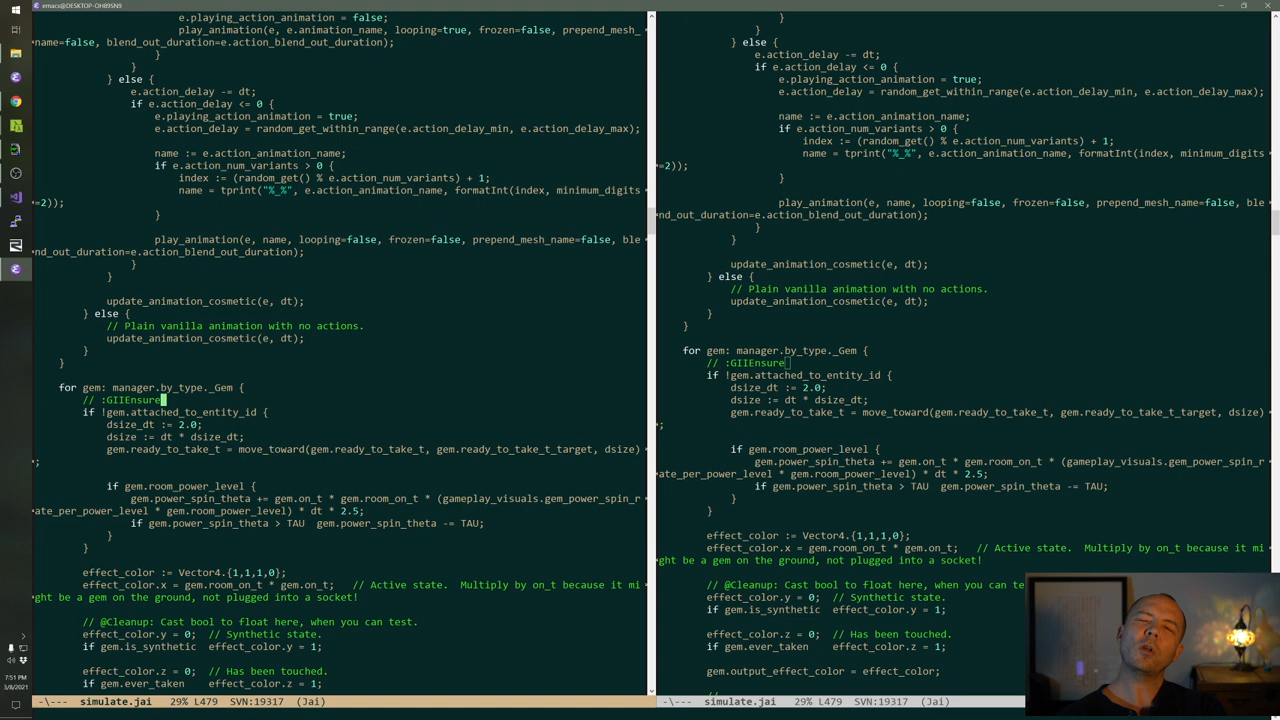 emacs@DESKTOP-OH89SN9
e.playing_action_animation = false;
play_animation(e, e.animation_name, looping=true, frozen=false, prepend_mesh_
name=false, blend_out_duration=e.action_blend_out_duration);
}
}
} else {
e.action_delay -= dt;
if e.action_delay <= 0 {
e.playing_action_animation = true;
e.action_delay = random_get_within_range(e.action_delay_min, e.action_delay_max);
name := e.action_animation_name;
if e.action_num_variants > 0 {
index := (random_get() % e.action_num_variants) + 1;
name = tprint("%_%", e.action_animation_name, formatInt(index, minimum_digits
=2));
}
play_animation(e, name, looping=false, frozen=false, prepend_mesh_name=false, ble
nd_out_duration=e.action_blend_out_duration);
}
}
update_animation_cosmetic(e, dt);
} else {
// Plain vanilla animation with no actions.
update_animation_cosmetic(e, dt);
}
}
for gem: manager.by_type._Gem {
// :GIIEnsure
if !gem.attached_to_entity_id {
dsize_dt := 2.0;
dsize := dt * dsize_dt;
gem.ready_to_take_t = move_toward(gem.ready_to_take_t, gem.ready_to_take_t_target, dsize)
;
if gem.room_power_level {
gem.power_spin_theta += gem.on_t * gem.room_on_t * (gameplay_visuals.gem_power_spin_r
ate_per_power_level * gem.room_power_level) * dt * 2.5;
if gem.power_spin_theta > TAU  gem.power_spin_theta -= TAU;
}
}
effect_color := Vector4.{1,1,1,0};
effect_color.x = gem.room_on_t * gem.on_t;   // Active state.  Multiply by on_t because it mi
ght be a gem on the ground, not plugged into a socket!
// @Cleanup: Cast bool to float here, when you can test.
effect_color.y = 0;  // Synthetic state.
if gem.is_synthetic  effect_color.y = 1;
effect_color.z = 0;  // Has been touched.
if gem.ever_taken    effect_color.z = 1;
-\--- simulate.jai 29% L479 SVN:19317 (Jai)
}
}
} else {
e.action_delay -= dt;
if e.action_delay <= 0 {
e.playing_action_animation = true;
e.action_delay = random_get_within_range(e.action_delay_min, e.action_delay_max);
name := e.action_animation_name;
if e.action_num_variants > 0 {
index := (random_get() % e.action_num_variants) + 1;
name = tprint("%_%", e.action_animation_name, formatInt(index, minimum_digits
=2));
}
play_animation(e, name, looping=false, frozen=false, prepend_mesh_name=false, ble
nd_out_duration=e.action_blend_out_duration);
}
}
update_animation_cosmetic(e, dt);
} else {
// Plain vanilla animation with no actions.
update_animation_cosmetic(e, dt);
}
}
for gem: manager.by_type._Gem {
// :GIIEnsure
if !gem.attached_to_entity_id {
dsize_dt := 2.0;
dsize := dt * dsize_dt;
gem.ready_to_take_t = move_toward(gem.ready_to_take_t, gem.ready_to_take_t_target, dsize)
;
if gem.room_power_level {
gem.power_spin_theta += gem.on_t * gem.room_on_t * (gameplay_visuals.gem_power_spin_r
ate_per_power_level * gem.room_power_level) * dt * 2.5;
if gem.power_spin_theta > TAU  gem.power_spin_theta -= TAU;
}
}
effect_color := Vector4.{1,1,1,0};
effect_color.x = gem.room_on_t * gem.on_t;   // Active state.  Multiply by on_t because it mi
ght be a gem on the ground, not plugged into a socket!
// @Cleanup: Cast bool to float here, when you can te
effect_color.y = 0;  // Synthetic state.
if gem.is_synthetic  effect_color.y = 1;
effect_color.z = 0;  // Has been touched.
if gem.ever_taken    effect_color.z = 1;
gem.output_effect_color = effect_color;
//
-\--- simulate.jai 29% L479 SVN:19317 (Jai)
7:51 PM
3/8/2021